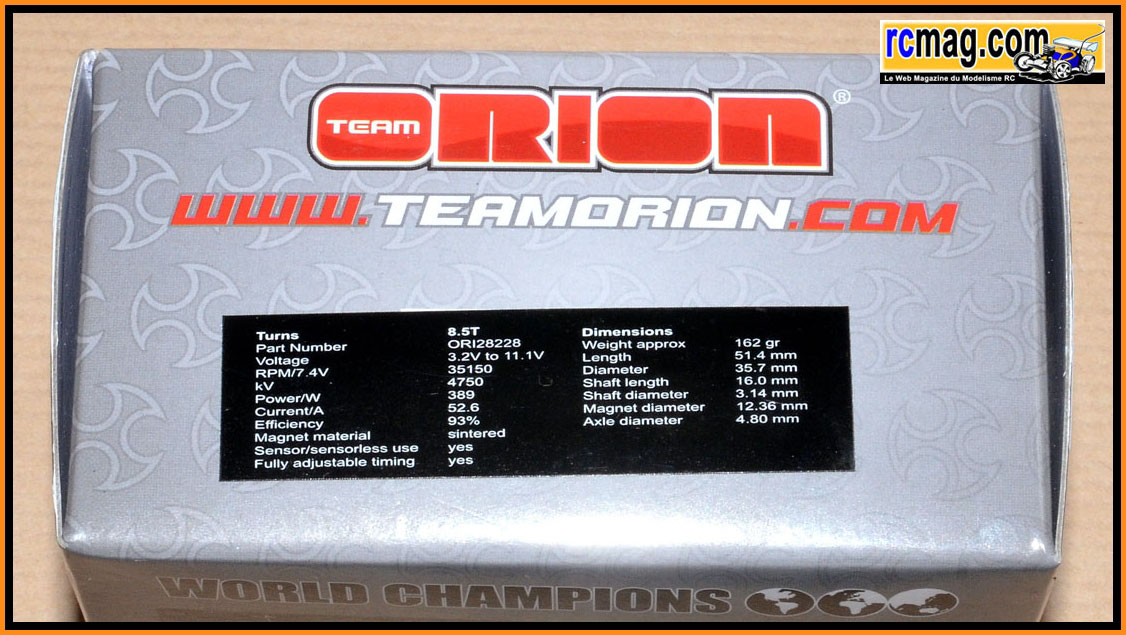 rcmag.com
Le Web Magazine du Modelisme RC
TEAM ORION®
WWW.TEAMORION.COM
Turns 8.5T
Part Number ORI28228
Voltage 3.2V to 11.1V
RPM/7.4V 35150
kV 4750
Power/W 389
Current/A 52.6
Efficiency 93%
Magnet material sintered
Sensor/sensorless use yes
Fully adjustable timing yes
Dimensions
Weight approx 162 gr
Length 51.4 mm
Diameter 35.7 mm
Shaft length 16.0 mm
Shaft diameter 3.14 mm
Magnet diameter 12.36 mm
Axle diameter 4.80 mm
WORLD CHAMPIONS